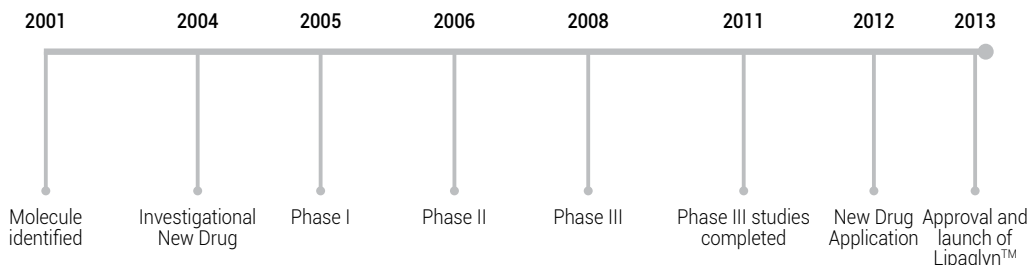 2001 2004 2005 2006 2008 2011 2012 2013
Molecule identified
Investigational New Drug
Phase I
Phase II
Phase III
Phase III studies completed
New Drug Application
Approval and launch of Lipaglyn™